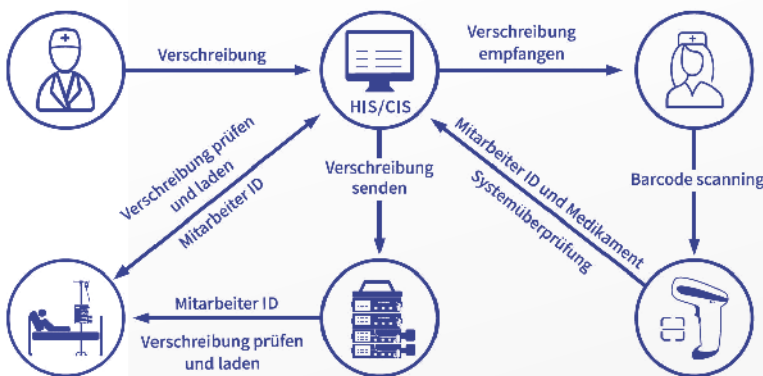 Verschreibung
HIS/CIS
Verschreibung
empfangen
Verschreibung prüfen
und laden
Mitarbeiter ID
Verschreibung
senden
Mitarbeiter ID und Medikament
Systemüberprüfung
Barcode scanning
Mitarbeiter ID
Verschreibung prüfen
und laden